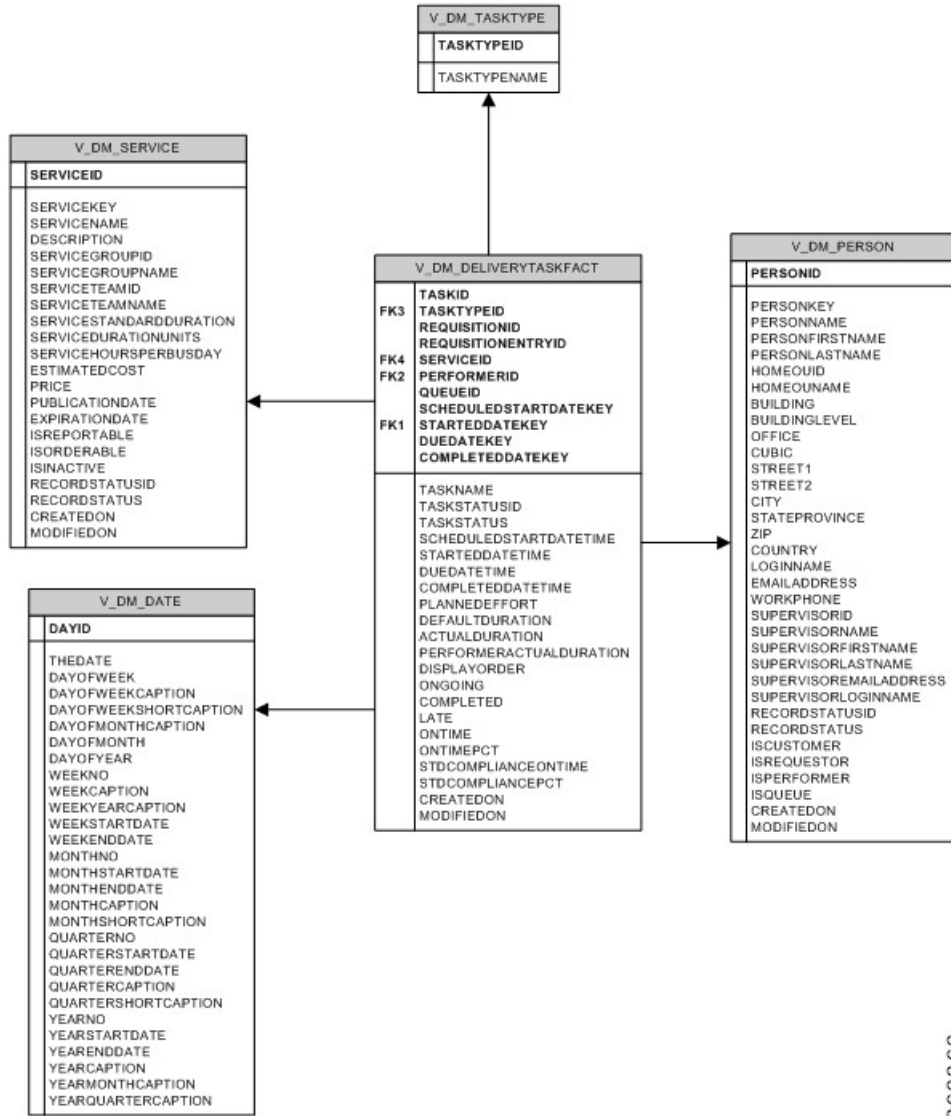 V_DM_TASKTYPE
TASKTYPEID
TASKTYPENAME
V_DM_SERVICE
SERVICEID
SERVICEKEY
SERVICENAME
DESCRIPTION
SERVICEGROUPID
SERVICEGROUPNAME
SERVICETEAMID
SERVICETEAMNAME
SERVICESTANDARDDURATION
SERVICEDURATIONUNITS
SERVICEHOURSPERBUSDAY
ESTIMATEDCOST
PRICE
PUBLICATIONDATE
EXPIRATIONDATE
ISREPORTABLE
ISORDERABLE
ISINACTIVE
RECORDSTATUSID
RECORDSTATUS
CREATEDON
MODIFIEDON
V_DM_DELIVERYTASKFACT
TASKID
FK3 TASKTYPEID
REQUISITIONID
REQUISITIONENTRYID
FK4 SERVICEID
FK2 PERFORMERID
QUEUEID
SCHEDULEDSTARTDATEKEY
FK1 STARTEDDATEKEY
DUEDATEKEY
COMPLETEDDATEKEY
TASKNAME
TASKSTATUSID
TASKSTATUS
SCHEDULEDSTARTDATETIME
STARTEDDATETIME
DUEDATETIME
COMPLETEDDATETIME
PLANNEDEFFORT
DEFAULTDURATION
ACTUALDURATION
PERFORMERACTUALDURATION
DISPLAYORDER
ONGOING
COMPLETED
LATE
ONTIME
ONTIMEPCT
STDCOMPLIANCEONTIME
STDCOMPLIANCEPCT
CREATEDON
MODIFIEDON
V_DM_PERSON
PERSONID
PERSONKEY
PERSONNAME
PERSONFIRSTNAME
PERSONLASTNAME
HOMEOUID
HOMEOUNAME
BUILDING
BUILDINGLEVEL
OFFICE
CUBIC
STREET1
STREET2
CITY
STATEPROVINCE
ZIP
COUNTRY
LOGINNAME
EMAILADDRESS
WORKPHONE
SUPERVISORID
SUPERVISORNAME
SUPERVISORFIRSTNAME
SUPERVISORLASTNAME
SUPERVISOREMAILADDRESS
SUPERVISORLOGINNAME
RECORDSTATUSID
RECORDSTATUS
ISCUSTOMER
ISREQUESTOR
ISPERFORMER
ISQUEUE
CREATEDON
MODIFIEDON
V_DM_DATE
DAYID
THEDATE
DAYOFWEEK
DAYOFWEEKCAPTION
DAYOFWEEKSHORTCAPTION
DAYOFMONTHCAPTION
DAYOFMONTH
DAYOFYEAR
WEEKNO
WEEKCAPTION
WEEKYEARCAPTION
WEEKSTARTDATE
WEEKENDDATE
MONTHNO
MONTHSTARTDATE
MONTHENDDATE
MONTHCAPTION
MONTHSHORTCAPTION
QUARTERNO
QUARTERSTARTDATE
QUARTERENDDATE
QUARTERCAPTION
QUARTERSHORTCAPTION
YEARNO
YEARSTARTDATE
YEARENDDATE
YEARCAPTION
YEARMONTHCAPTION
YEARQUARTERCAPTION